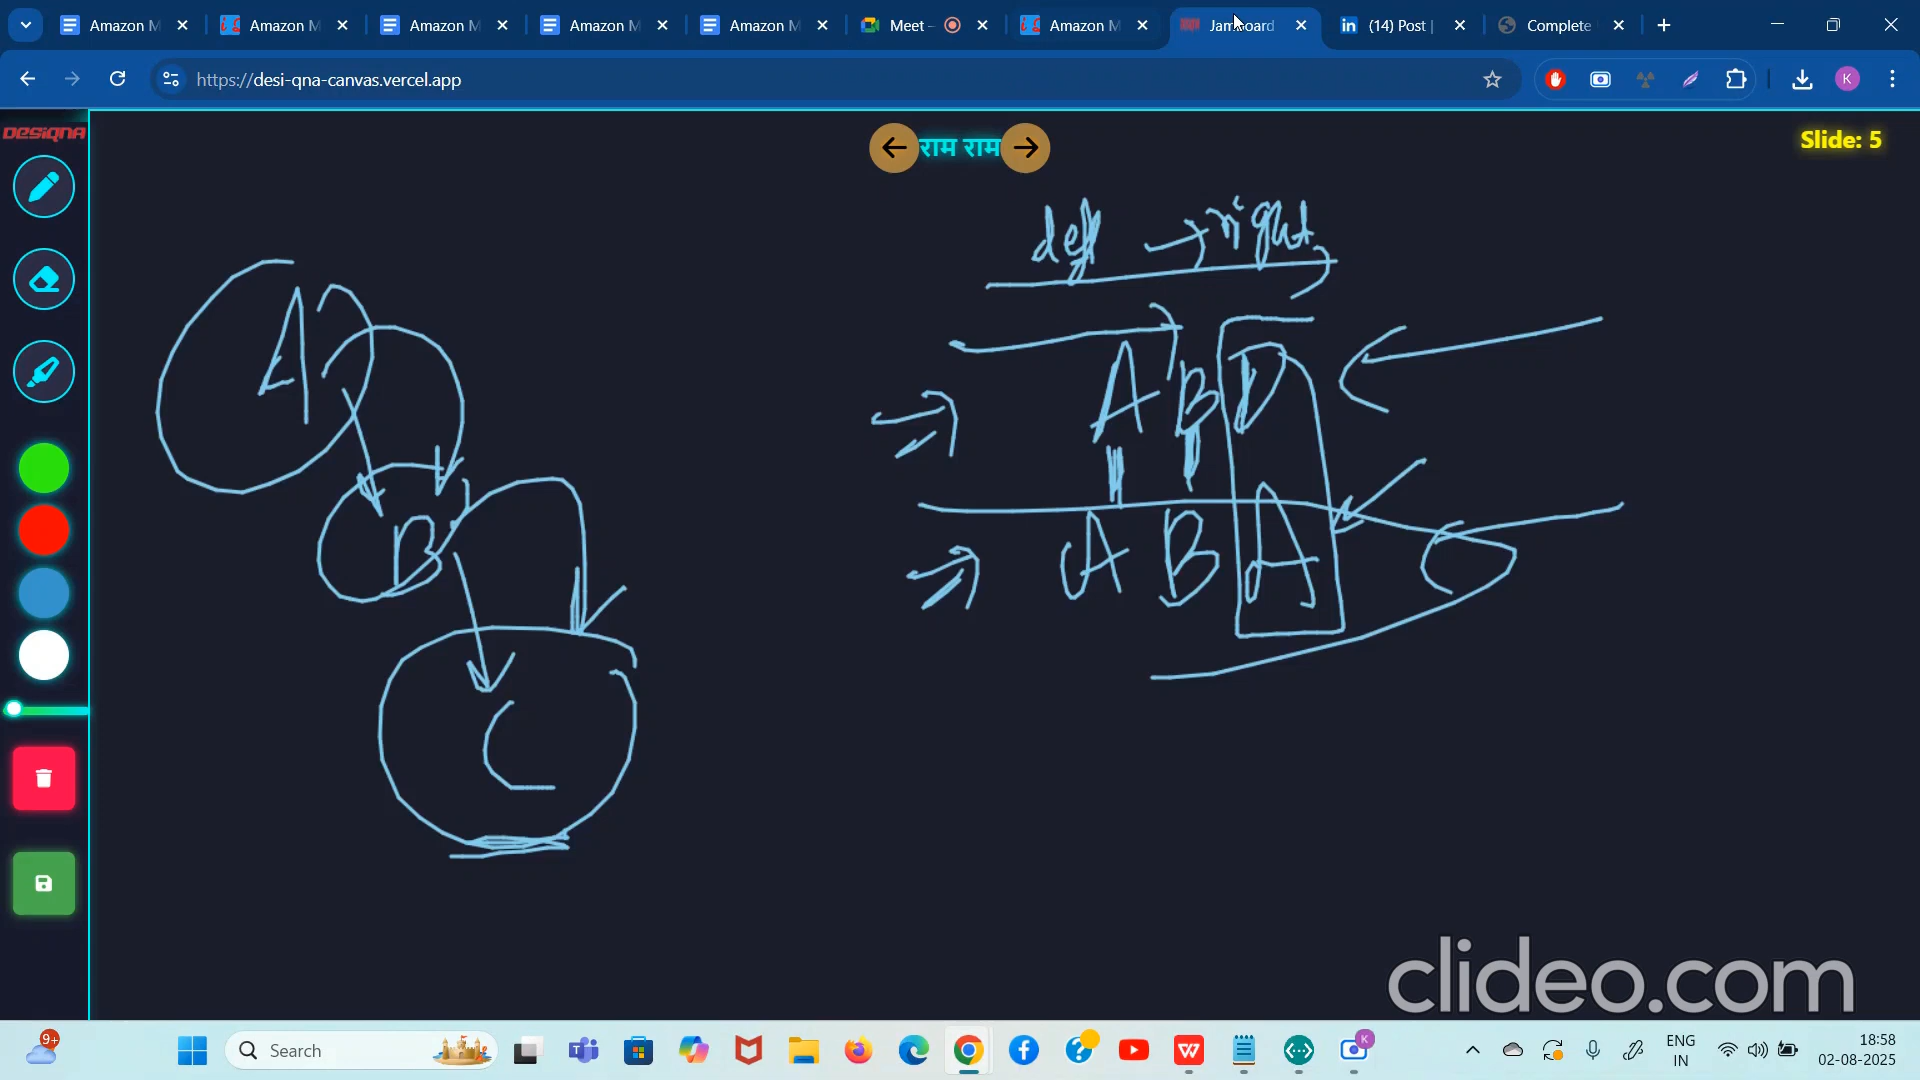 Amazon M
Amazon M
Amazon M
Amazon M
Amazon M
Meet -
Amazon M
Jamboard
(14) Post |
Complete
https://desi-qna-canvas.vercel.app
K
DESIQNA
राम राम
Slide: 5
right
A B D
A B A
A
B
C
clideo.com
9+
Search
K
ENG
IN
18:58
02-08-2025